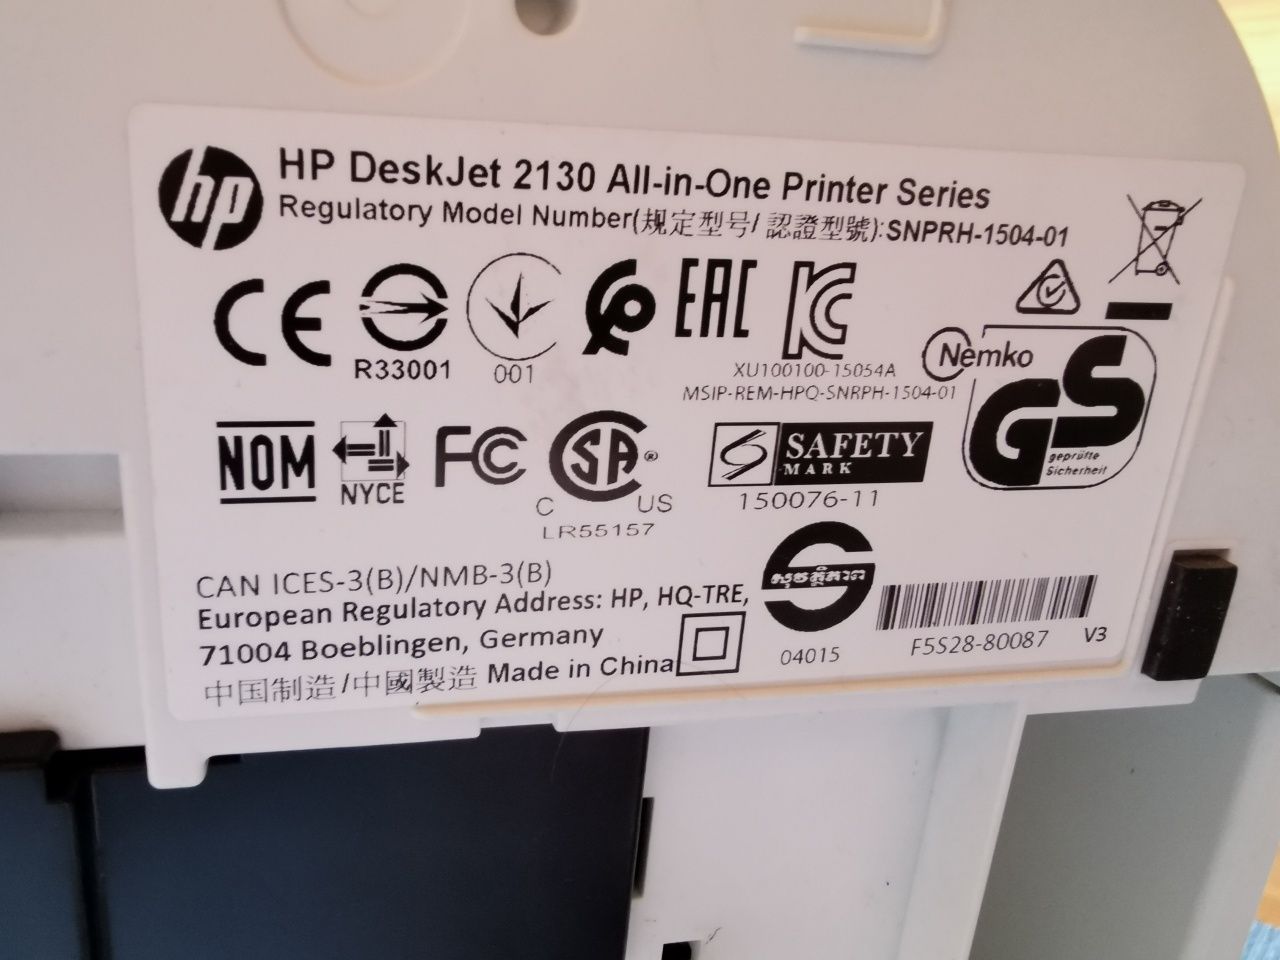 hp
HP DeskJet 2130 All-in-One Printer Series
Regulatory Model Number(规定型号/ 認證型號):SNPRH-1504-01
CE
R33001
001
EAC
KC
XU100100-15054A
MSIP-REM-HPQ-SNRPH-1504-01
Nemko
GS
geprüfte
Sicherheit
NOM
NYCE
FC
SA®
C US
LR55157
SAFETY
MARK
150076-11
CAN ICES-3(B)/NMB-3(B)
European Regulatory Address: HP, HQ-TRE,
71004 Boeblingen, Germany
中国制造/中國製造 Made in China
04015
F5S28-80087 V3